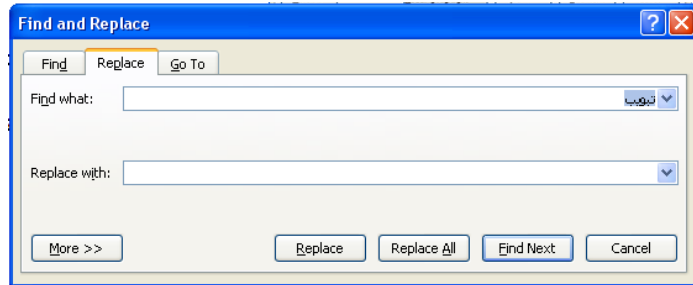 Find and Replace
Find Replace Go To
Find what: تبويب
Replace with:
More >> Replace Replace All Find Next Cancel